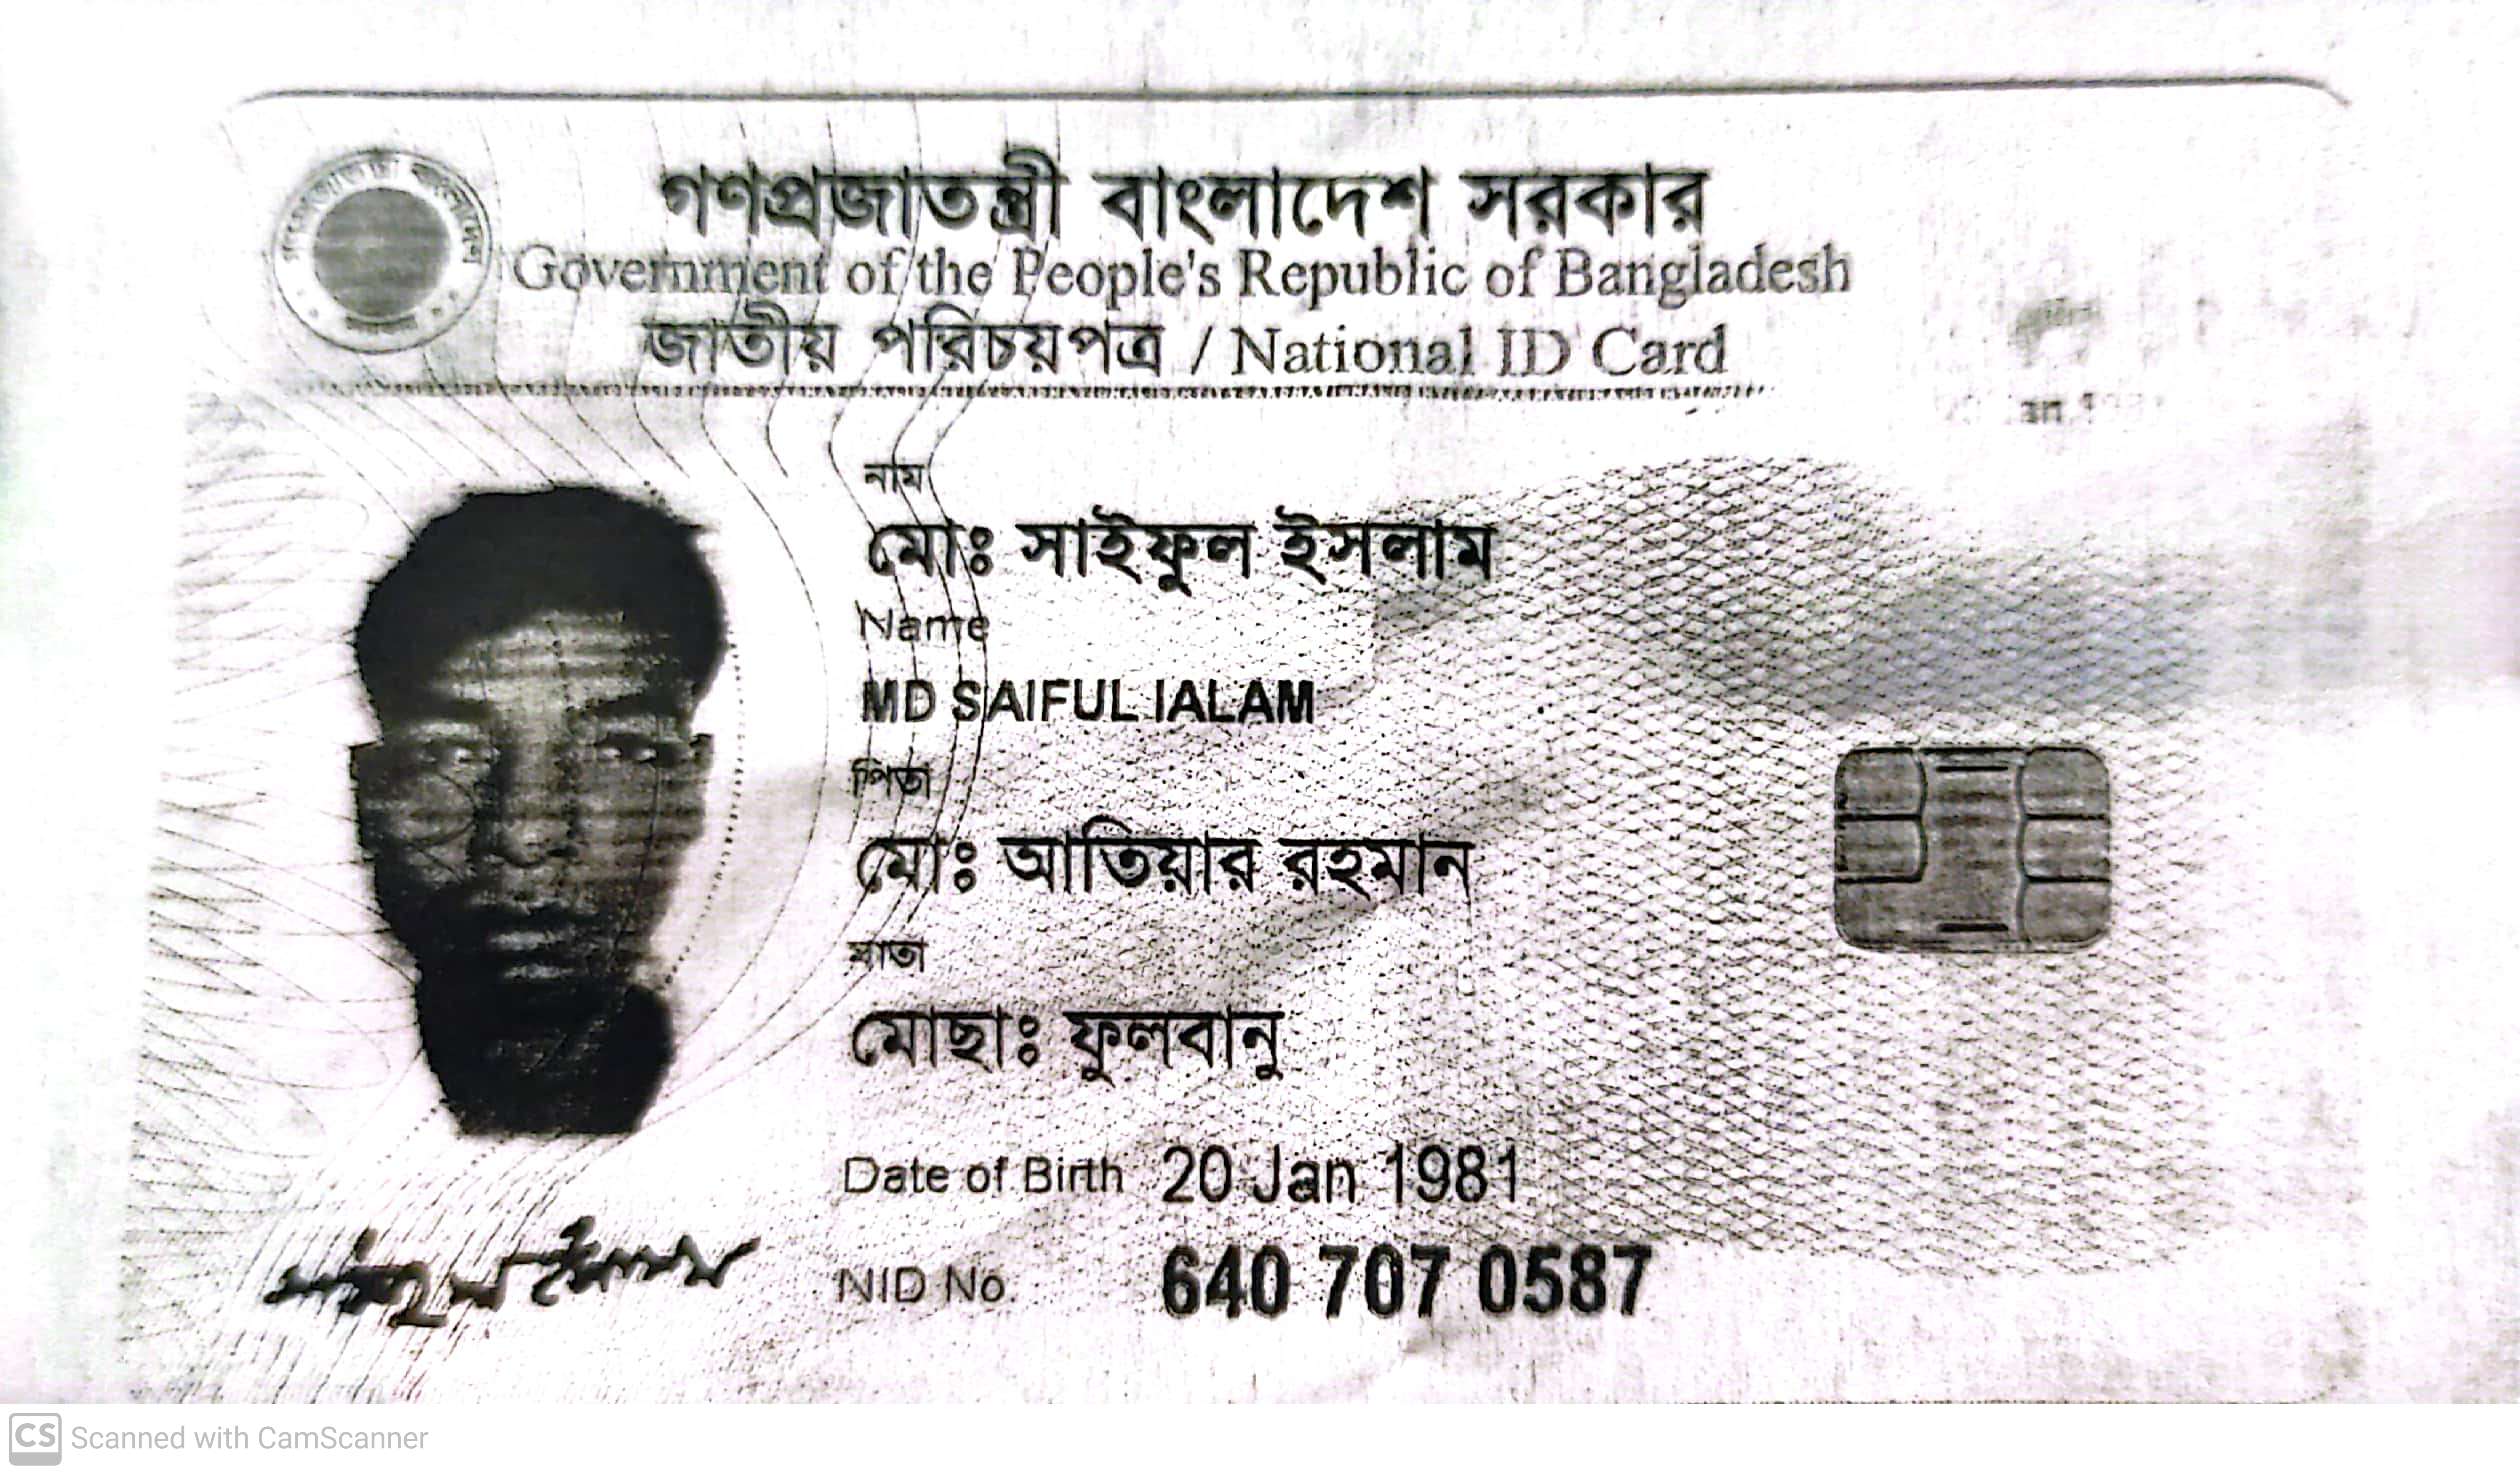 গণপ্রজাতন্ত্রী বাংলাদেশ সরকার
Government of the People's Republic of Bangladesh
জাতীয় পরিচয়পত্র / National ID Card
নাম
মোঃ সাইফুল ইসলাম
Name
MD SAIFUL IALAM
পিতা
মোঃ আতিয়ার রহমান
মাতা
মোছাঃ ফুলবানু
Date of Birth 20 Jan 1981
সাইফুল ইসলাম
NID No. 640 707 0587
CS Scanned with CamScanner